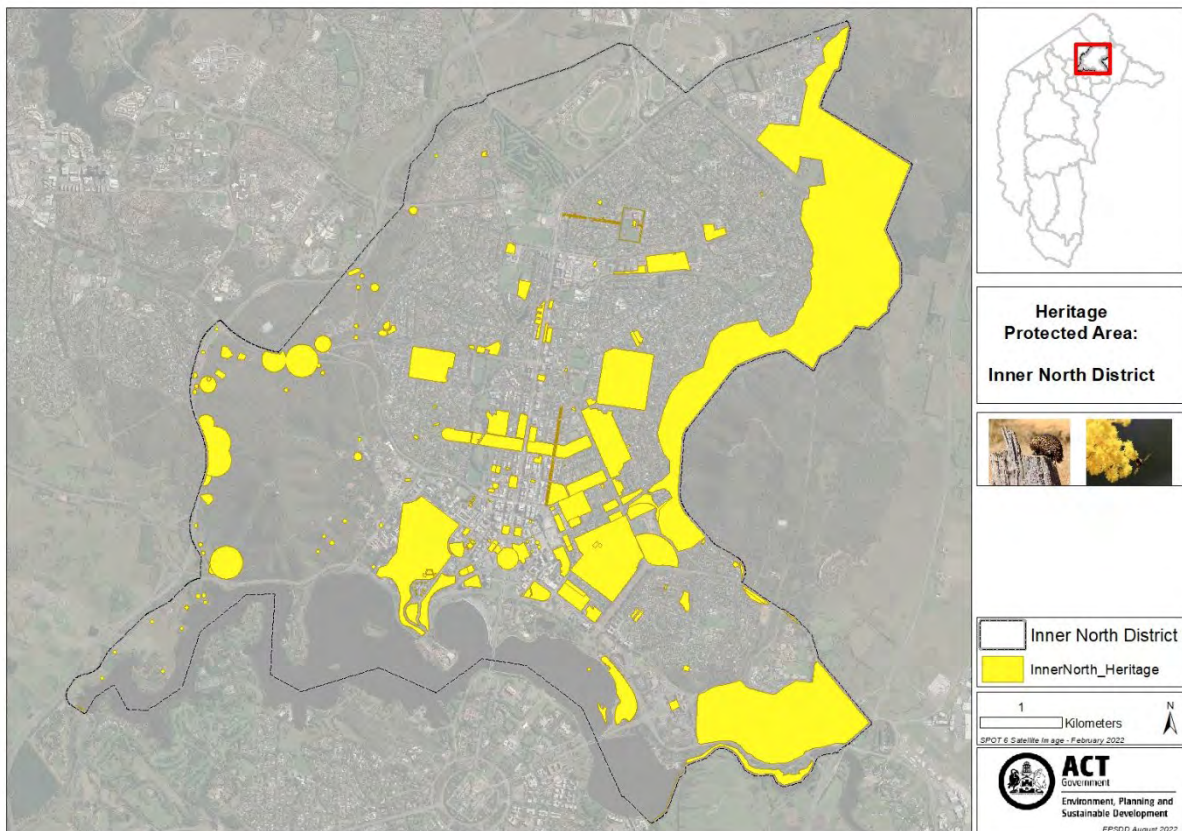 Heritage
Protected Area:
Inner North District
Inner North District
InnerNorth_Heritage
1
Kilometers
N
SPOT 6 Satellite Image - February 2022
ACT
Government
Environment, Planning and
Sustainable Development
EPSDD August 2022